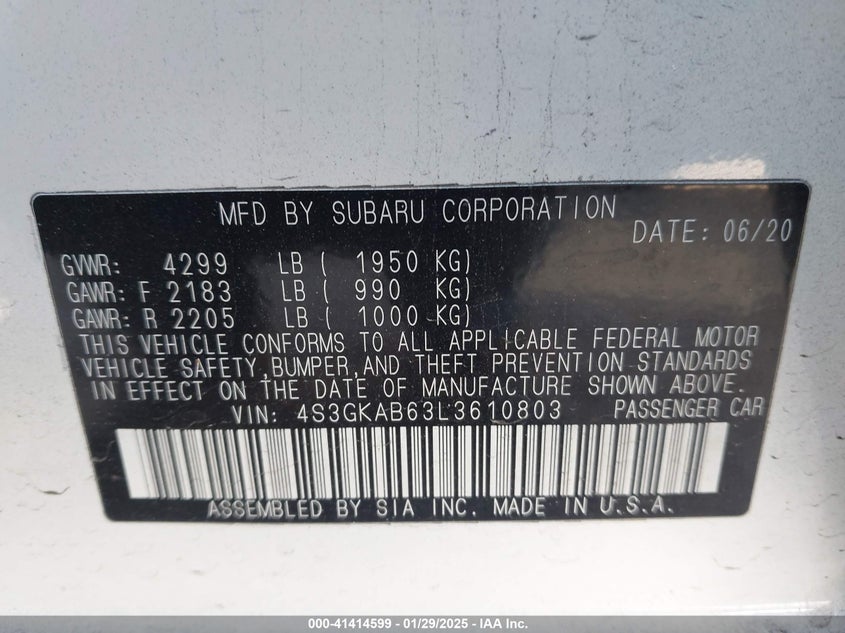 MFD BY SUBARU CORPORATION
DATE: 06/20
GVWR: 4299 LB ( 1950 KG)
GAWR: F 2183 LB ( 990 KG)
GAWR: R 2205 LB ( 1000 KG)
THIS VEHICLE CONFORMS TO ALL APPLICABLE FEDERAL MOTOR
VEHICLE SAFETY,BUMPER,AND THEFT PREVENTION STANDARDS
IN EFFECT ON THE DATE OF MANUFACTURE SHOWN ABOVE.
VIN: 4S3GKAB63L3610803 PASSENGER CAR
ASSEMBLED BY SIA INC. MADE IN U.S.A.
000-41414599 - 01/29/2025 - IAA Inc.